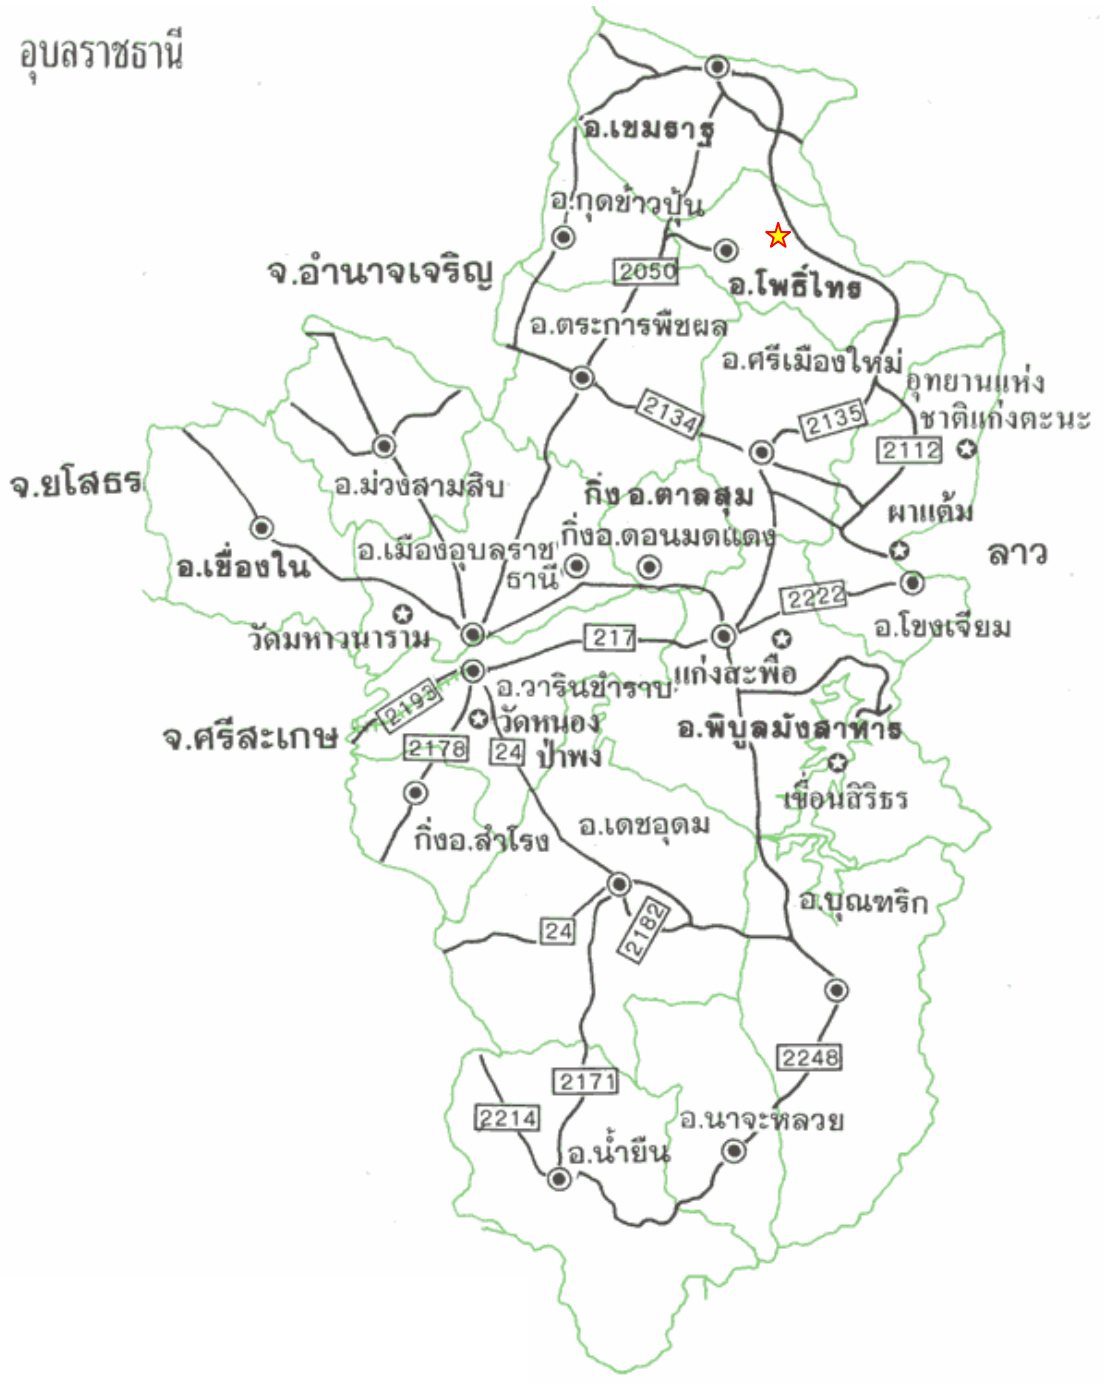 อุบลราชธานี
อ.เขมราฐ
อ.กุดข้าวปุ้น
จ.อำนาจเจริญ
2050
อ.โพธิ์ไทร
อ.ตระการพืชผล
อ.ศรีเมืองใหม่
อุทยานแห่ง
ชาติแก่งตะนะ
2134
2135
2112
จ.ยโสธร
อ.ม่วงสามสิบ
กิ่ง อ.ตาลสุม
ผาแต้ม
กิ่งอ.ดอนมดแดง
อ.เมืองอุบลราช
ธานี
ลาว
อ.เขื่องใน
2222
วัดมหาวนาราม
217
อ.โขงเจียม
แก่งสะพือ
อ.วารินชำราบ
2193
วัดหนอง
ป่าพง
อ.พิบูลมังสาหาร
จ.ศรีสะเกษ
2178
24
เขื่อนสิริธร
กิ่งอ.สำโรง
อ.เดชอุดม
อ.บุณฑริก
24
2182
2248
2171
2214
อ.นาจะหลวย
อ.น้ำยืน